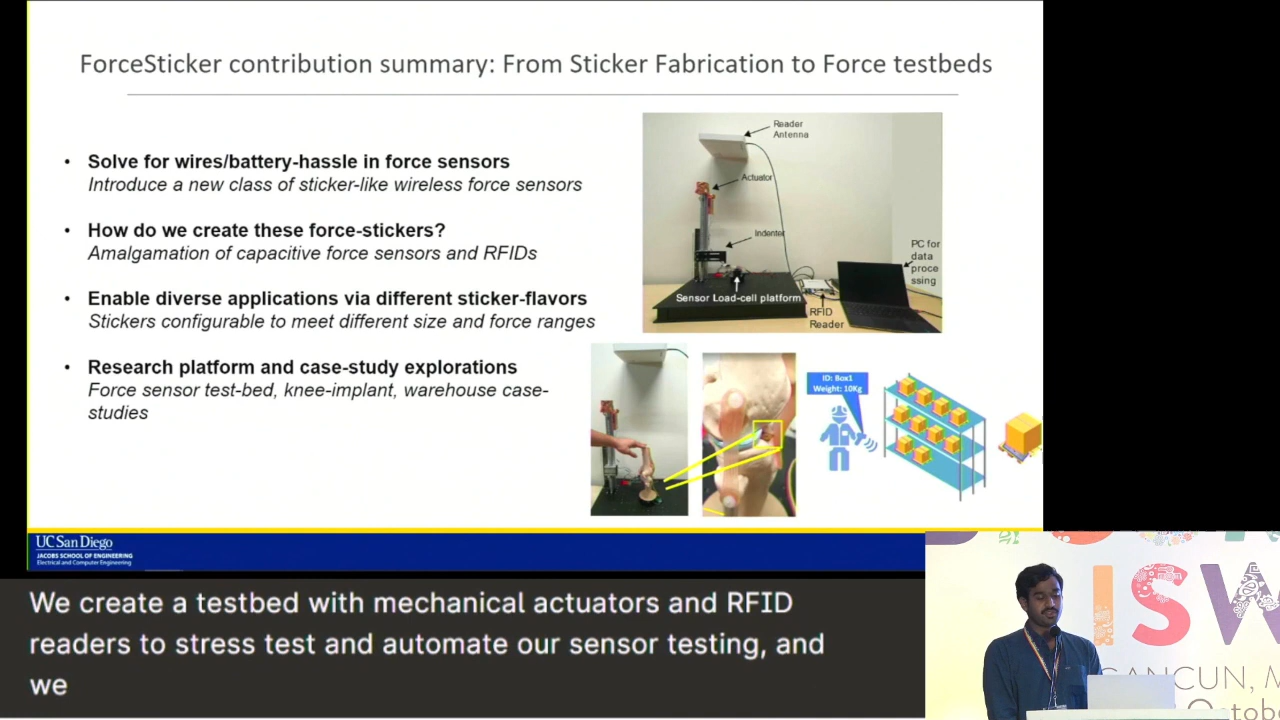 ForceSticker contribution summary: From Sticker Fabrication to Force testbeds
• Solve for wires/battery-hassle in force sensors
Introduce a new class of sticker-like wireless force sensors
• How do we create these force-stickers?
Amalgamation of capacitive force sensors and RFIDs
• Enable diverse applications via different sticker-flavors
Stickers configurable to meet different size and force ranges
• Research platform and case-study explorations
Force sensor test-bed, knee-implant, warehouse case-
studies
Reader
Antenna
Actuator
Indenter
PC for
data
proce
ssing
Sensor Load-cell platform
RFID
Reader
ID: Box1
Weight: 10Kg
UC San Diego
JACOBS SCHOOL OF ENGINEERING
Electrical and Computer Engineering
We create a testbed with mechanical actuators and RFID
readers to stress test and automate our sensor testing, and
we
ISW
CANCUN, M
Octob